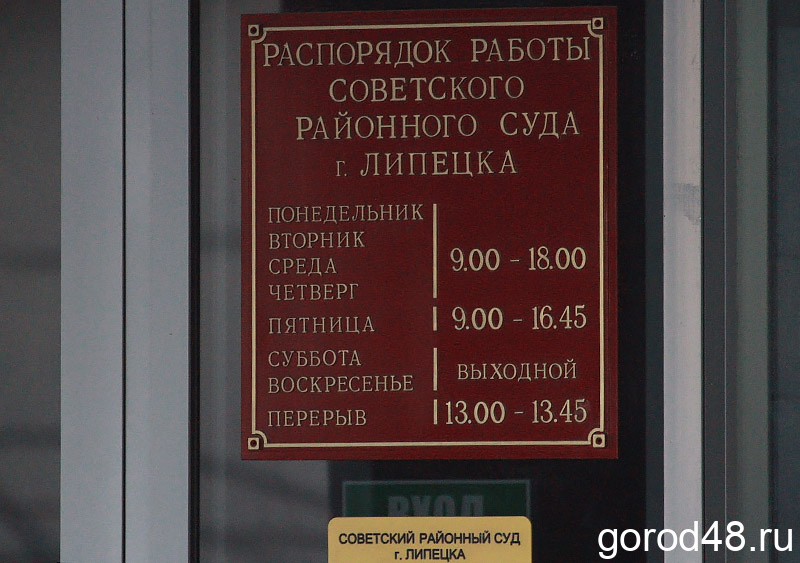 РАСПОРЯДОК РАБОТЫ
СОВЕТСКОГО
РАЙОННОГО СУДА
г. ЛИПЕЦКА
ПОНЕДЕЛЬНИК
ВТОРНИК
СРЕДА
ЧЕТВЕРГ
9.00 - 18.00
ПЯТНИЦА 9.00 - 16.45
СУББОТА
ВОСКРЕСЕНЬЕ
ВЫХОДНОЙ
ПЕРЕРЫВ 13.00 - 13.45
ВХОД
СОВЕТСКИЙ РАЙОННЫЙ СУД
г. ЛИПЕЦКА
gorod48.ru